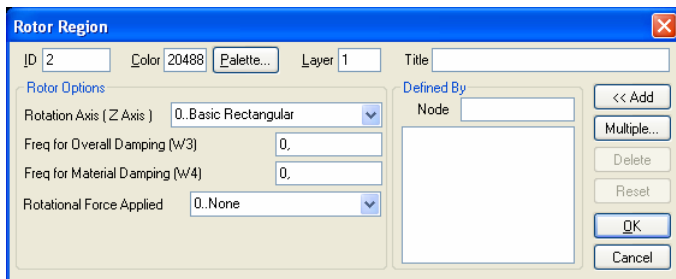 Rotor Region
ID 2 Color 20488 Palette... Layer 1 Title
Rotor Options
Rotation Axis ( Z Axis ) 0..Basic Rectangular
Freq for Overall Damping (W3) 0,
Freq for Material Damping (W4) 0,
Rotational Force Applied 0..None
Defined By
Node
<< Add
Multiple...
Delete
Reset
OK
Cancel